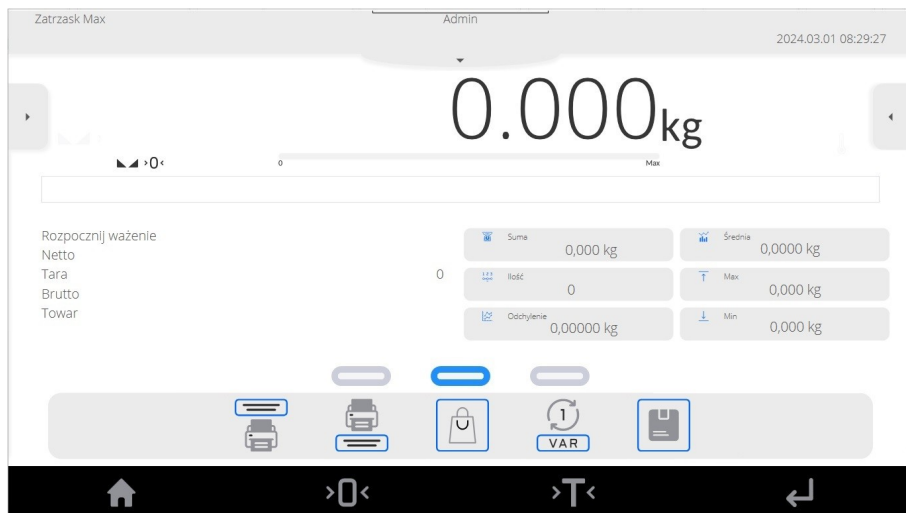 Zatrzask Max
Admin
2024.03.01 08:29:27
0.000kg
>0<
0
Max
Rozpocznij ważenie
Netto
Tara
0
Brutto
Towar
Suma
0,000 kg
Średnia
0,0000 kg
Ilość
0
Max
0,000 kg
Odchylenie
0,00000 kg
Min
0,000 kg
1
VAR
>0<
>T<